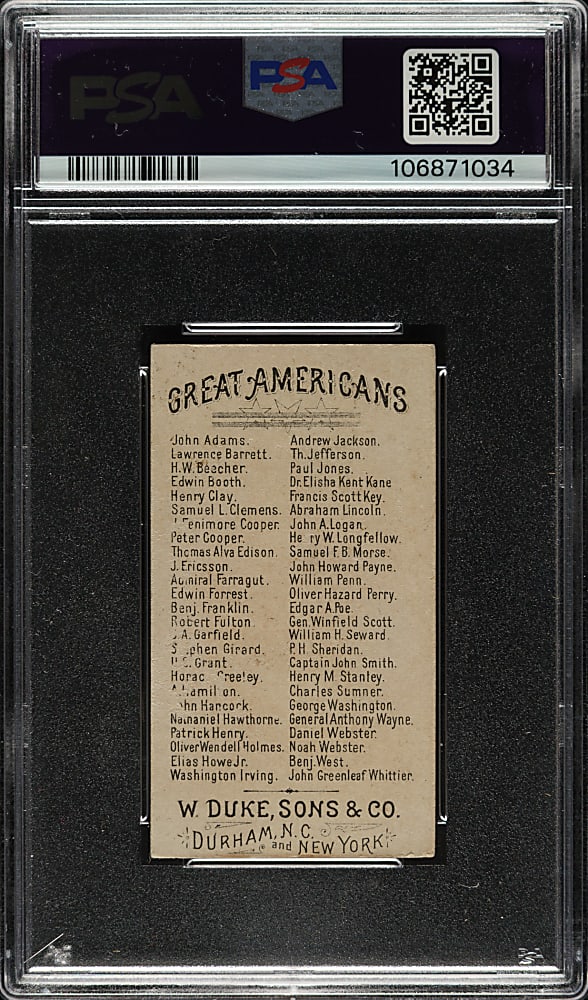 PSA
PSA
106871034
GREAT AMERICANS
John Adams.
Lawrence Barrett.
H.W. Beacher.
Edwin Booth.
Henry Clay.
Samuel L. Clemens.
Fenimore Cooper.
Peter Cooper.
Thomas Alva Edison.
J. Ericsson.
Admiral Farragut.
Edwin Forrest.
Benj. Franklin.
Robert Fulton.
J.A. Garfield.
Stephen Girard.
U.S. Grant.
Horac Greeley.
Hamilton.
John Hancock.
Nathaniel Hawthorne.
Patrick Henry.
Oliver Wendell Holmes.
Elias Howe Jr.
Washington Irving.
Andrew Jackson.
Th. Jefferson.
Paul Jones.
Dr. Elisha Kent Kane
Francis Scott Key.
Abraham Lincoln.
John A. Logan.
Henry W. Longfellow.
Samuel F.B. Morse.
John Howard Payne.
William Penn.
Oliver Hazard Perry.
Edgar A. Poe.
Gen. Winfield Scott.
William H. Seward.
P.H. Sheridan.
Captain John Smith.
Henry M. Stanley.
Charles Sumner.
George Washington.
General Anthony Wayne.
Daniel Webster.
Noah Webster.
Benj. West.
John Greenleaf Whittier.
W. DUKE, SONS & CO.
DURHAM, N.C. and NEW YORK